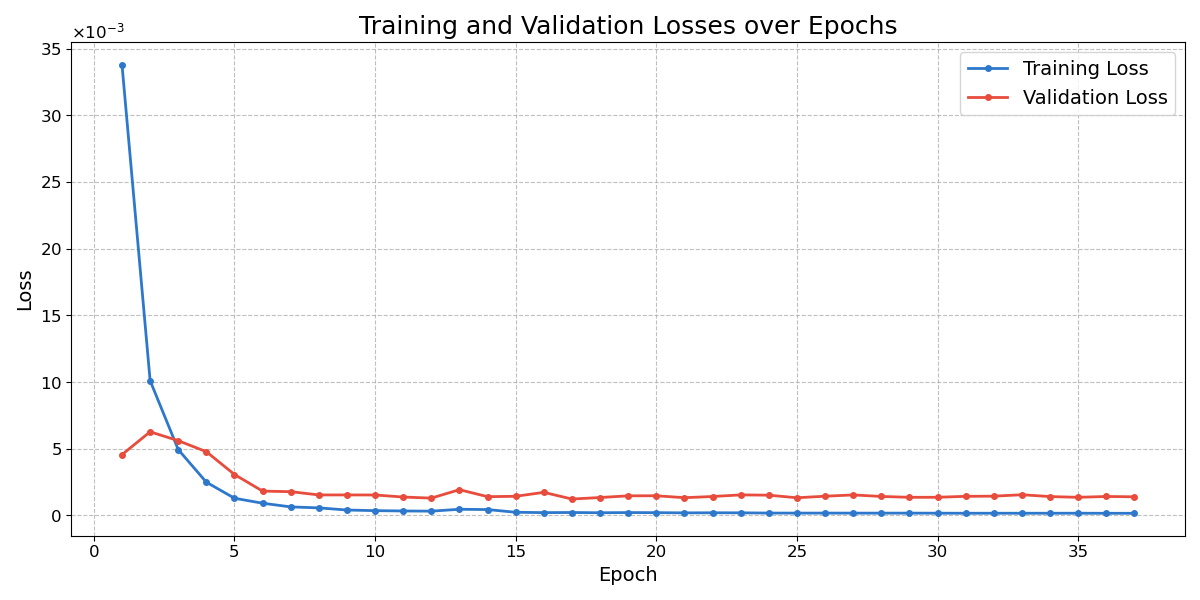 Training and Validation Losses over Epochs
×10⁻³
35
30
25
20
15
10
5
0
Loss
Training Loss
Validation Loss
0 5 10 15 20 25 30 35
Epoch